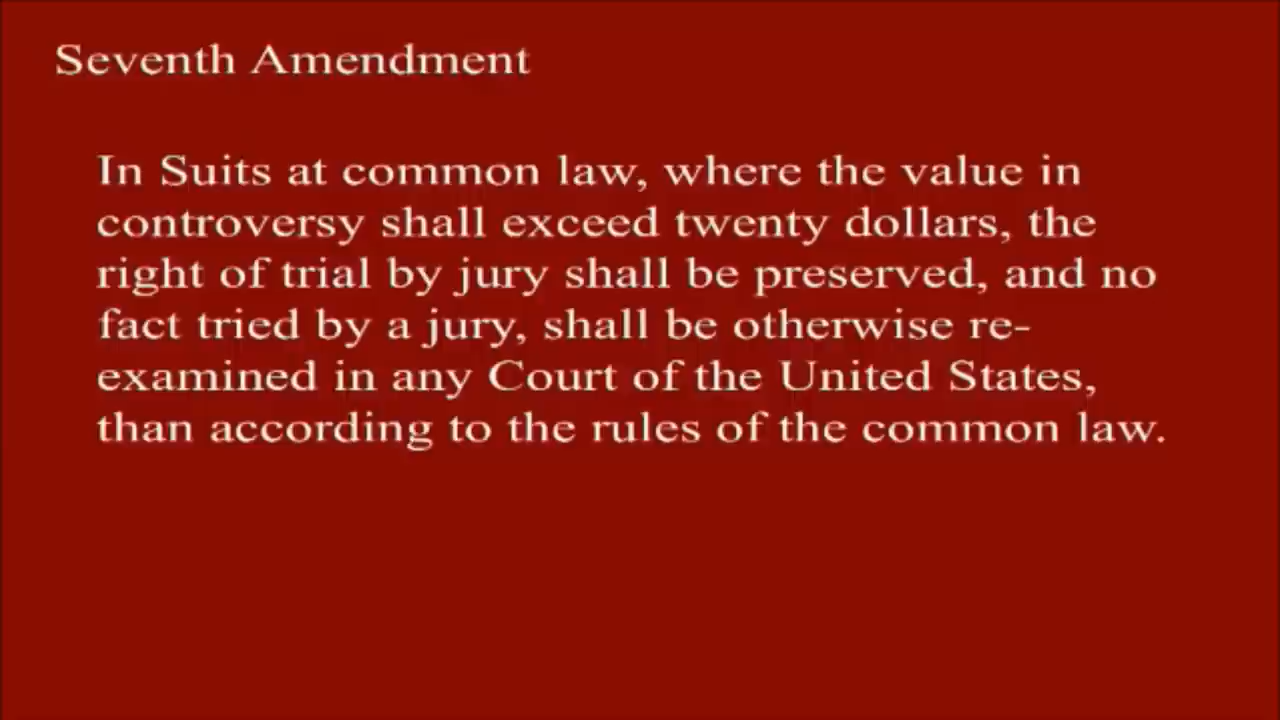 Seventh Amendment
In Suits at common law, where the value in
controversy shall exceed twenty dollars, the
right of trial by jury shall be preserved, and no
fact tried by a jury, shall be otherwise re-
examined in any Court of the United States,
than according to the rules of the common law.